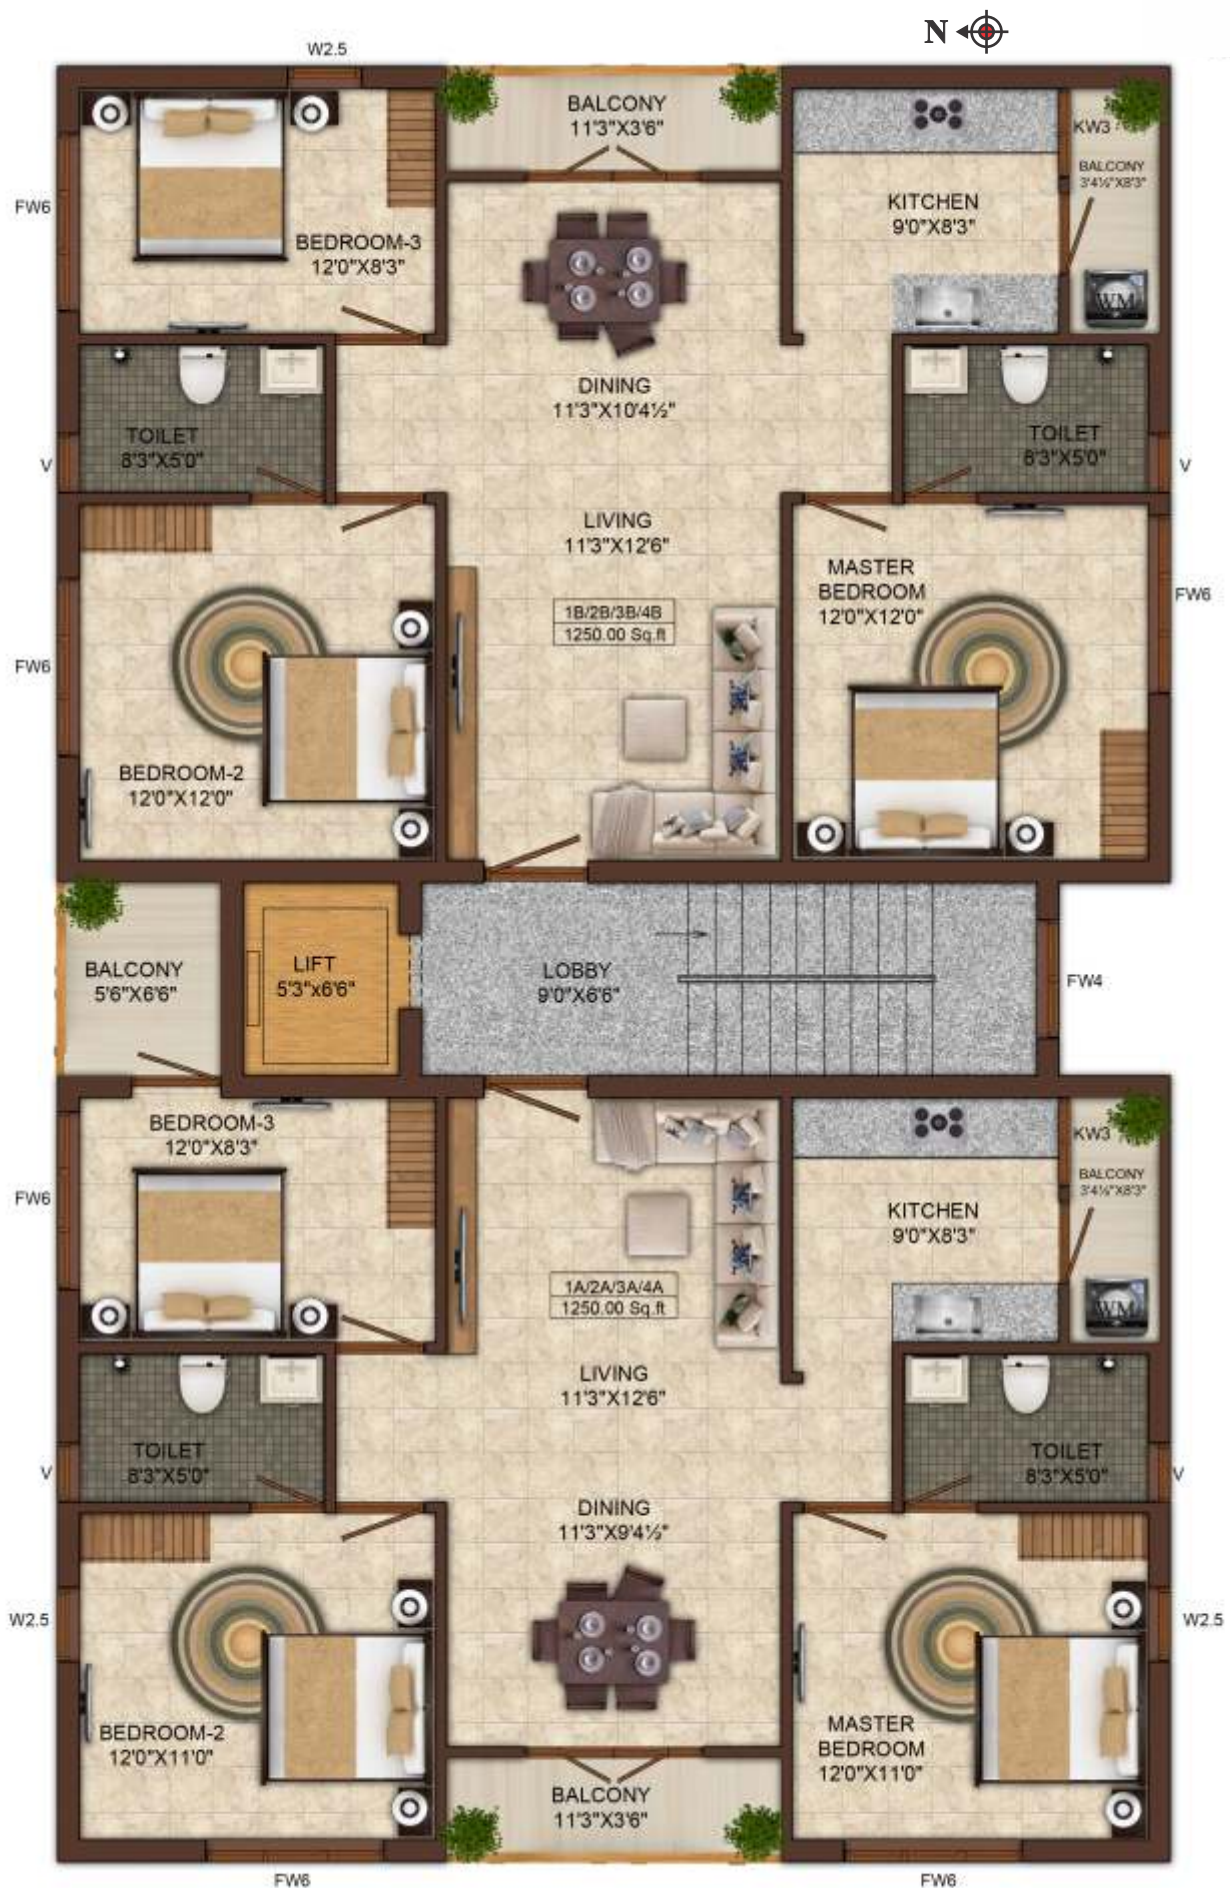 N
W2.5
BALCONY
11'3"X3'6"
KW3
BALCONY
3'4½"X8'3"
KITCHEN
9'0"X8'3"
FW6
BEDROOM-3
12'0"X8'3"
WM
DINING
11'3"X10'4½"
TOILET
8'3"X5'0"
TOILET
8'3"X5'0"
V
V
LIVING
11'3"X12'6"
MASTER
BEDROOM
12'0"X12'0"
FW6
1B/2B/3B/4B
1250.00 Sq.ft
FW6
BEDROOM-2
12'0"X12'0"
BALCONY
5'6"X6'6"
LIFT
5'3"x6'6"
LOBBY
9'0"X6'6"
FW4
BEDROOM-3
12'0"X8'3"
KW3
BALCONY
3'4½"X8'3"
FW6
KITCHEN
9'0"X8'3"
1A/2A/3A/4A
1250.00 Sq.ft
WM
LIVING
11'3"X12'6"
TOILET
8'3"X5'0"
TOILET
8'3"X5'0"
V
V
DINING
11'3"X9'4½"
W2.5
W2.5
BEDROOM-2
12'0"X11'0"
MASTER
BEDROOM
12'0"X11'0"
BALCONY
11'3"X3'6"
FW6
FW6